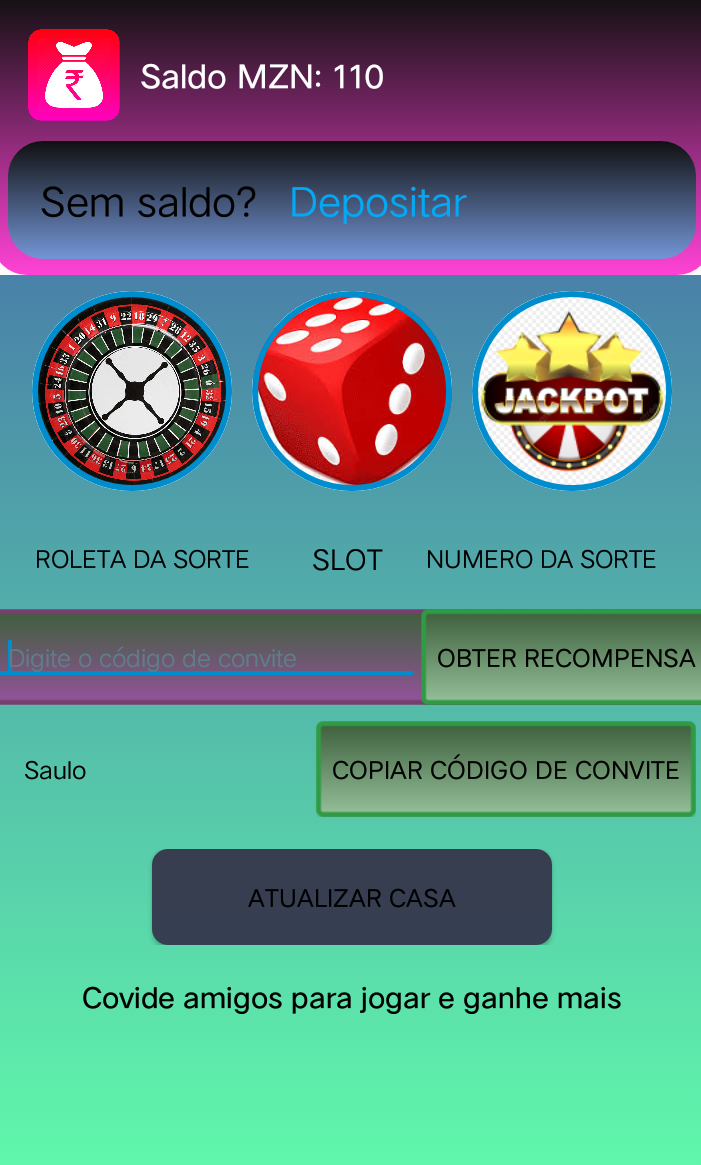 Saldo MZN: 110
Sem saldo? Depositar
JACKPOT
ROLETA DA SORTE SLOT NUMERO DA SORTE
Digite o código de convite OBTER RECOMPENSA
Saulo COPIAR CÓDIGO DE CONVITE
ATUALIZAR CASA
Covide amigos para jogar e ganhe mais